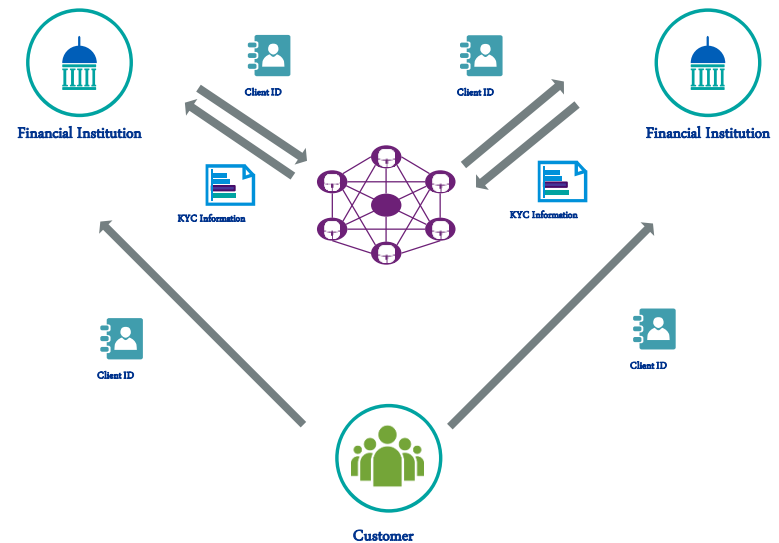 Client ID
Client ID
Financial Institution
Financial Institution
KYC Information
KYC Information
Client ID
Client ID
Customer